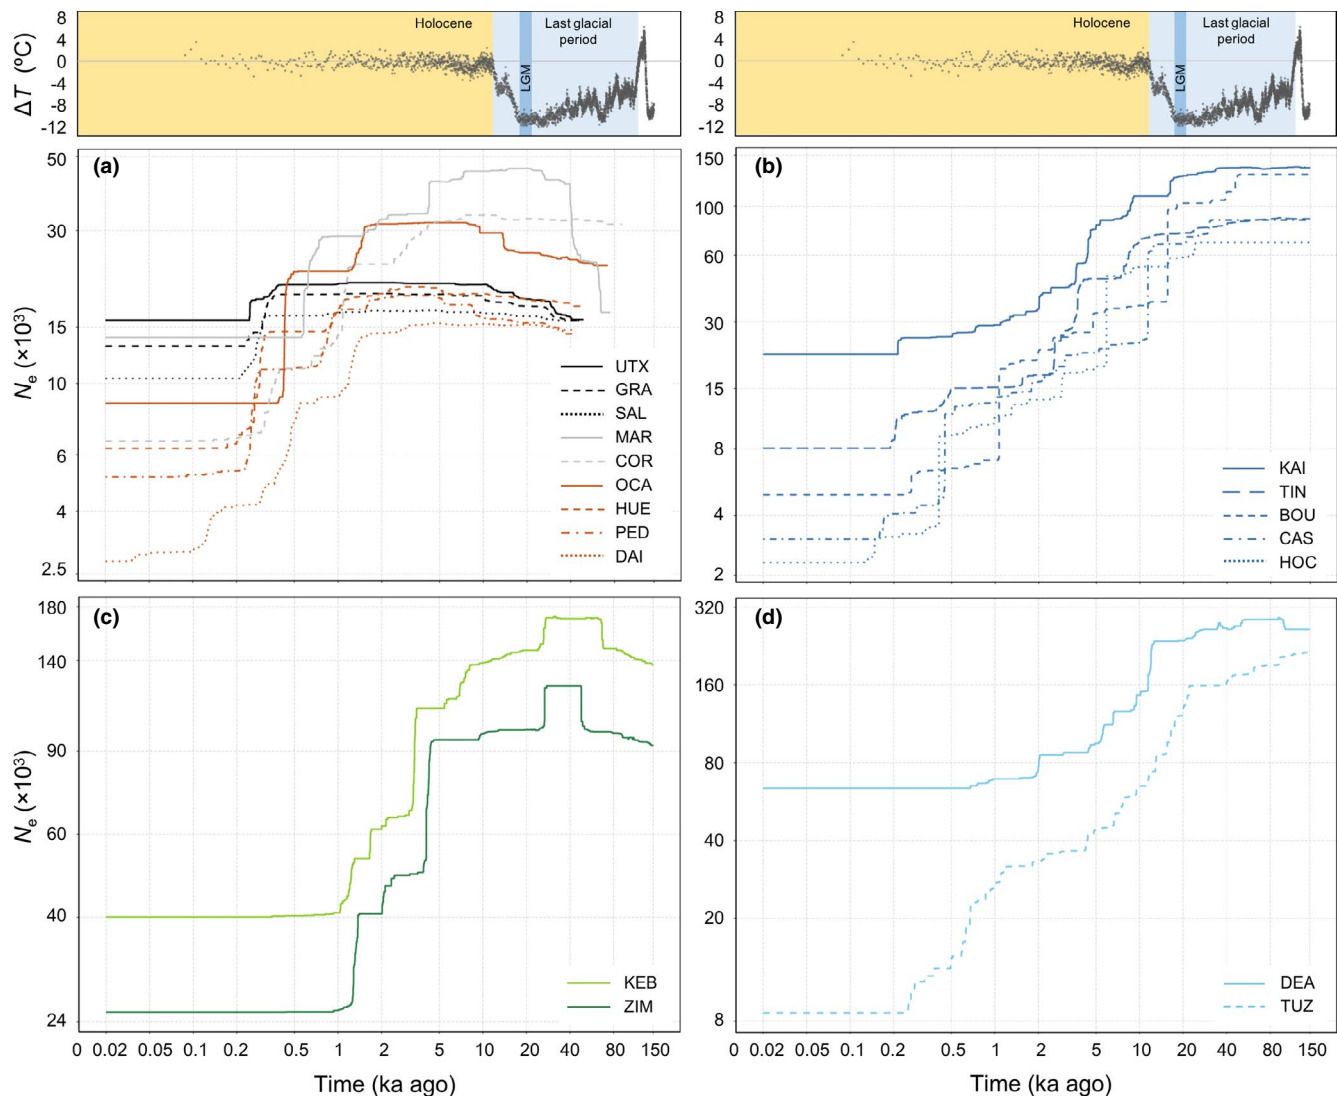 8
4
0
-4
-8
-12
ΔT (ºC)
Holocene
Last glacial
period
LGM
8
4
0
-4
-8
-12
Holocene
Last glacial
period
LGM
(a)
50
30
15
10
6
4
2.5
Ne (×10³)
UTX
GRA
SAL
MAR
COR
OCA
HUE
PED
DAI
(b)
150
100
60
30
15
8
4
2
KAI
TIN
BOU
CAS
HOC
(c)
180
140
90
60
40
24
Ne (×10³)
KEB
ZIM
0 0.02 0.05 0.1 0.2 0.5 1 2 5 10 20 40 80 150
Time (ka ago)
(d)
320
160
80
40
20
8
DEA
TUZ
0 0.02 0.05 0.1 0.2 0.5 1 2 5 10 20 40 80 150
Time (ka ago)